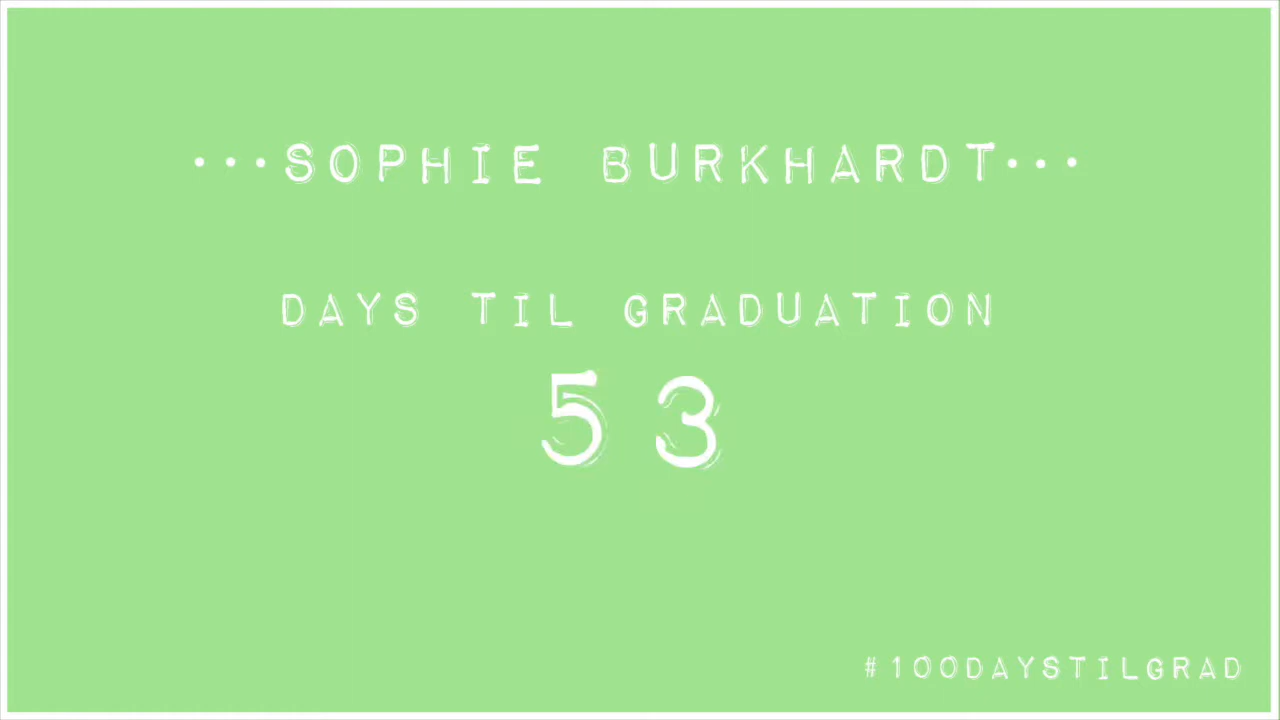 ...SOPHIE BURKHARDT...
DAYS TIL GRADUATION
53
#100DAYSTILGRAD